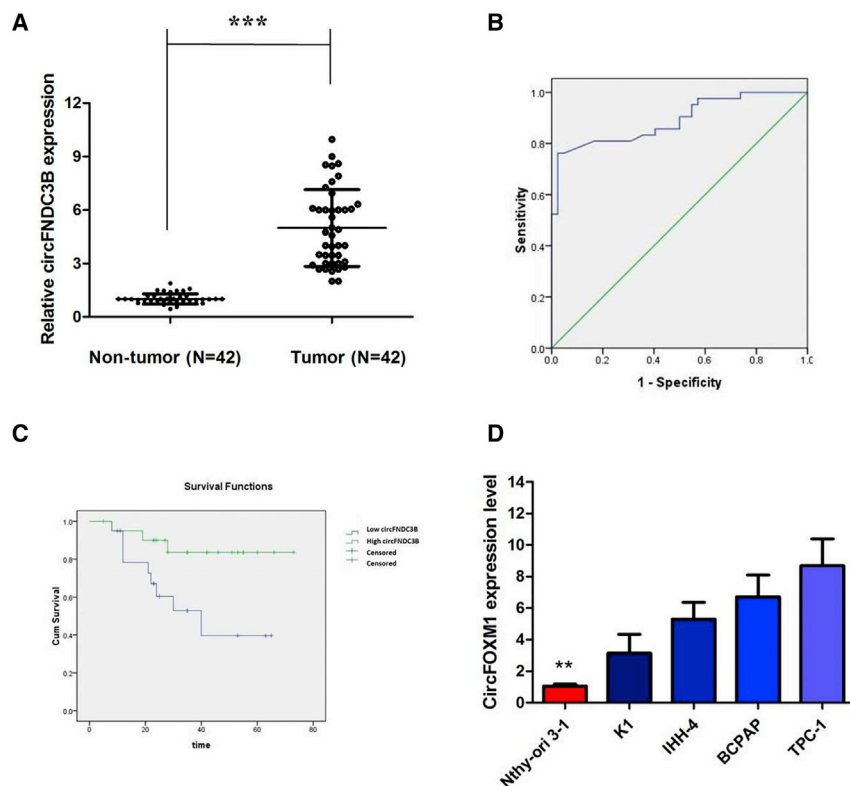 A
***
Relative circFNDC3B expression
12
9
6
3
0
Non-tumor (N=42)
Tumor (N=42)
B
Sensitivity
1.0
0.8
0.6
0.4
0.2
0.0
0.0
0.2
0.4
0.6
0.8
1.0
1 - Specificity
C
Survival Functions
Cum Survival
1.0
0.8
0.6
0.4
0.2
0.0
0
20
40
60
80
time
Low circFNDC3B
High circFNDC3B
Censored
Censored
D
CircFOXM1 expression level
14
12
10
8
6
4
2
0
**
Nthy-ori 3-1
K1
IHH-4
BCPAP
TPC-1